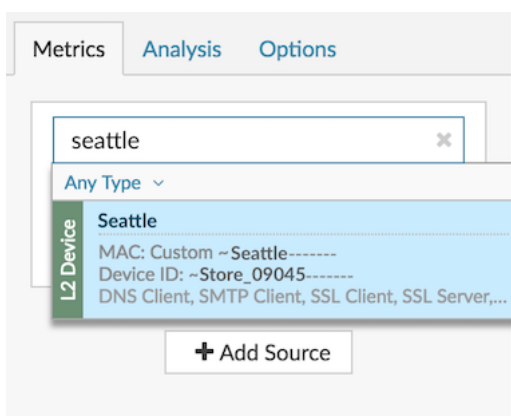 Metrics Analysis Options
seattle
Any Type
L2 Device
Seattle
MAC: Custom ~Seattle-------
Device ID: ~Store_09045-------
DNS Client, SMTP Client, SSL Client, SSL Server,...
+ Add Source